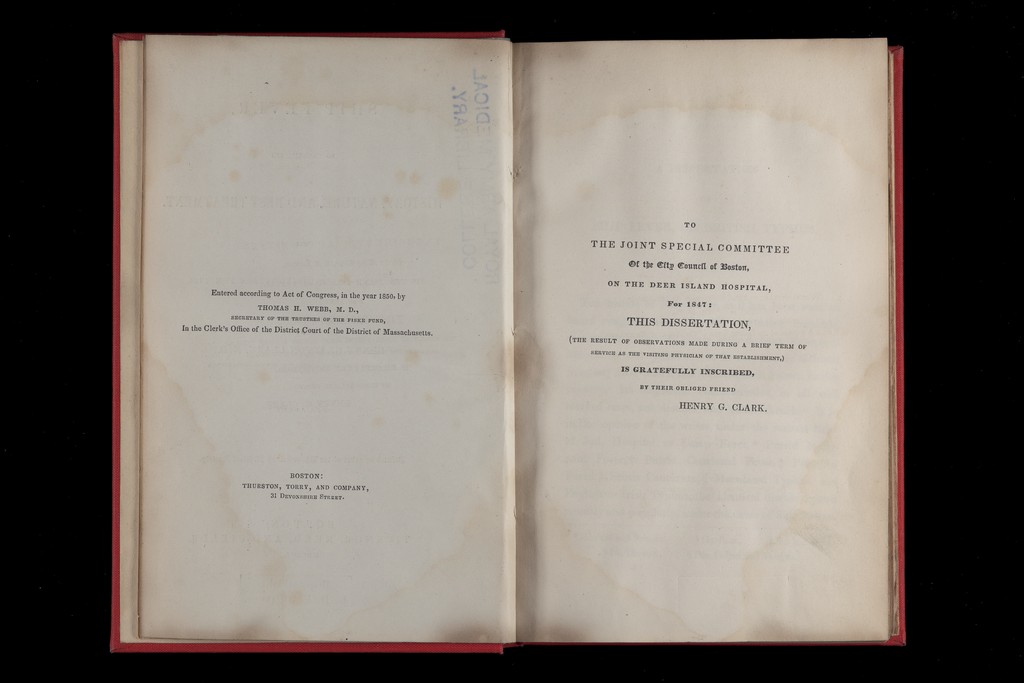 Entered according to Act of Congress, in the year 1850, by
THOMAS H. WEBB, M. D.,
SECRETARY OF THE TRUSTEES OF THE FISKE FUND,
In the Clerk's Office of the District Court of the District of Massachusetts.
BOSTON:
THURSTON, TORRY, AND COMPANY,
31 DEVONSHIRE STREET.
TO
THE JOINT SPECIAL COMMITTEE
Of the City Council of Boston,
ON THE DEER ISLAND HOSPITAL,
For 1847:
THIS DISSERTATION,
(THE RESULT OF OBSERVATIONS MADE DURING A BRIEF TERM OF
SERVICE AS THE VISITING PHYSICIAN OF THAT ESTABLISHMENT,)
IS GRATEFULLY INSCRIBED,
BY THEIR OBLIGED FRIEND
HENRY G. CLARK.